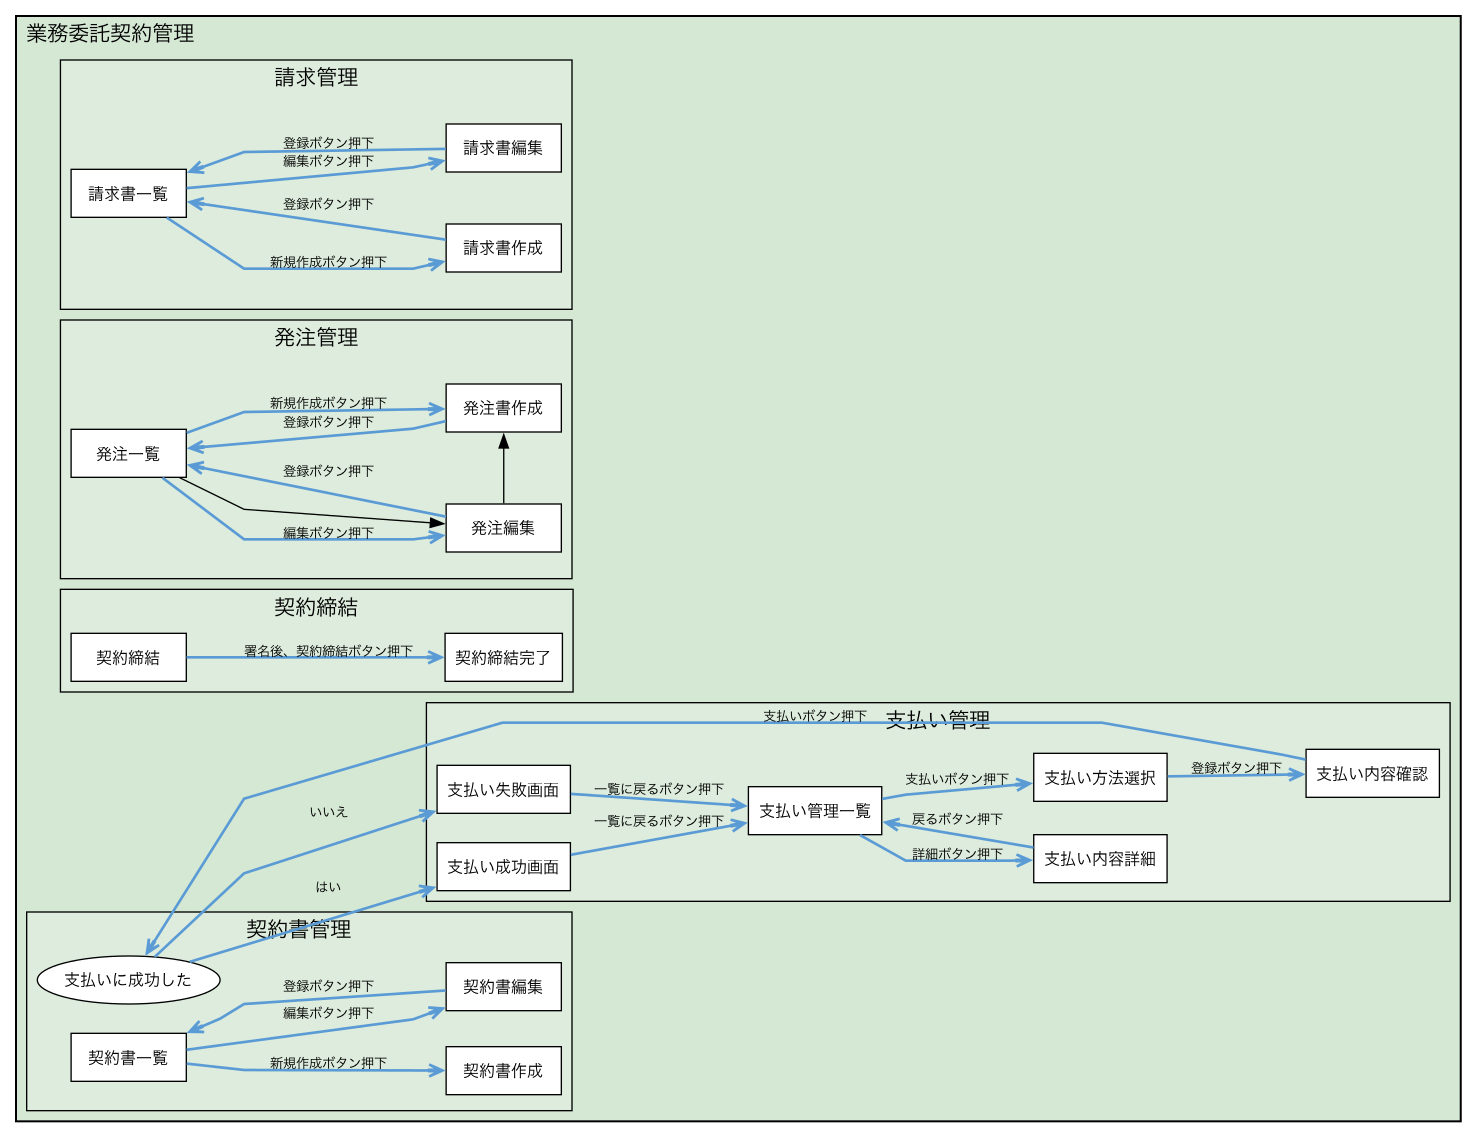 業務委託契約管理
請求管理
登録ボタン押下
請求書編集
編集ボタン押下
請求書一覧
登録ボタン押下
請求書作成
新規作成ボタン押下
発注管理
新規作成ボタン押下
発注書作成
登録ボタン押下
発注一覧
登録ボタン押下
発注編集
編集ボタン押下
契約締結
契約締結
署名後、契約締結ボタン押下
契約締結完了
支払いボタン押下
支払い管理
いいえ
支払い失敗画面
一覧に戻るボタン押下
支払い管理一覧
支払いボタン押下
支払い方法選択
登録ボタン押下
支払い内容確認
一覧に戻るボタン押下
戻るボタン押下
支払い成功画面
詳細ボタン押下
支払い内容詳細
はい
契約書管理
支払いに成功した
登録ボタン押下
契約書編集
編集ボタン押下
契約書一覧
新規作成ボタン押下
契約書作成